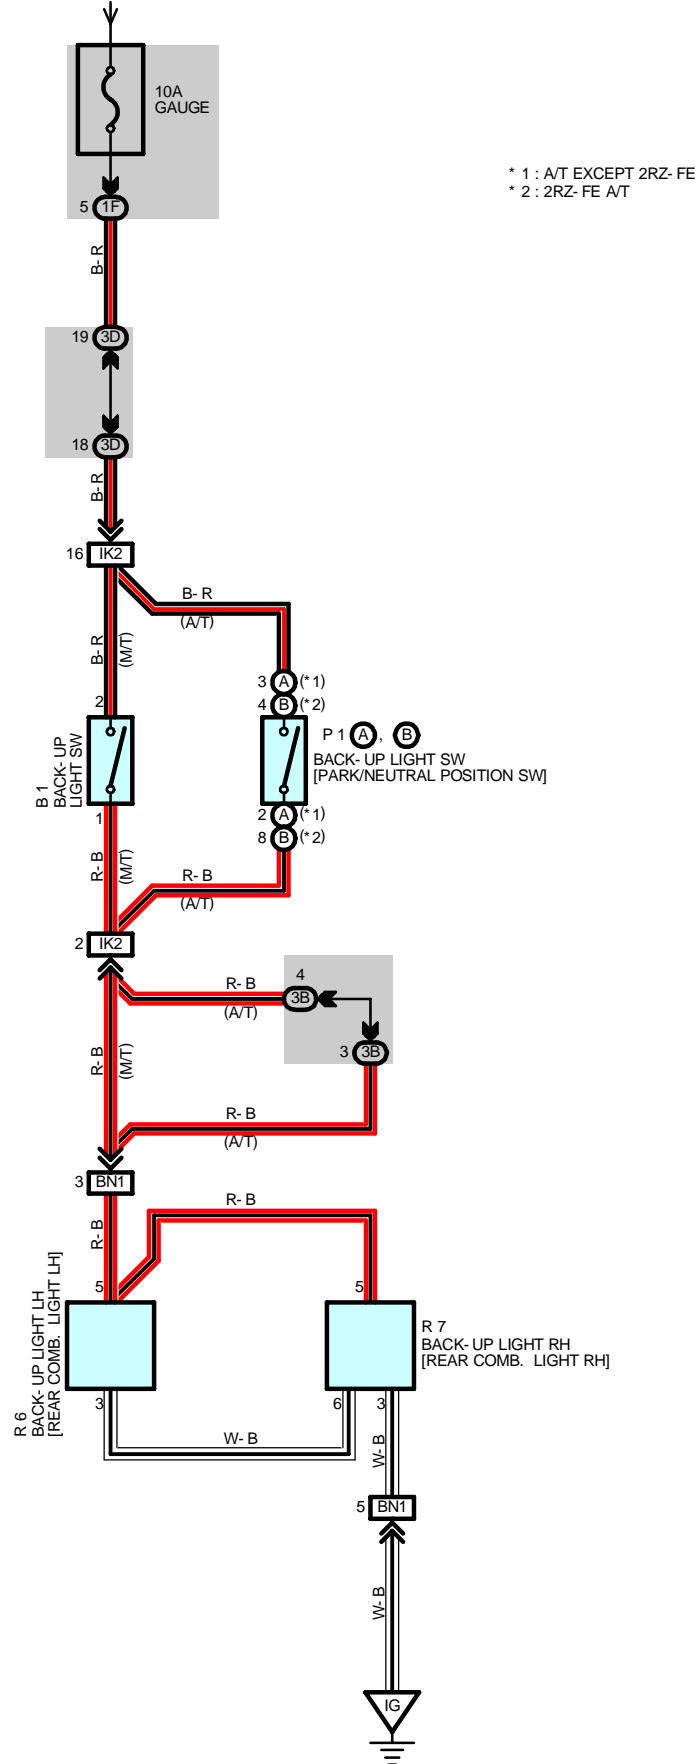 10A
GAUGE
* 1 : A/T EXCEPT 2RZ- FE
* 2 : 2RZ- FE A/T
5 1F
B- R
19 3D
18 3D
B- R
16 IK2
B- R
(A/T)
B- R
(M/T)
3 A (* 1)
4 B (* 2)
2
P 1 A , B
BACK- UP LIGHT SW
[PARK/NEUTRAL POSITION SW]
B 1
BACK- UP
LIGHT SW
2 A (* 1)
8 B (* 2)
1
R- B
(M/T)
R- B
(A/T)
2 IK2
R- B
(A/T)
4
3B
3 3B
R- B
(M/T)
R- B
(A/T)
3 BN1
R- B
R- B
5
5
R 6
BACK- UP LIGHT LH
[REAR COMB. LIGHT LH]
R 7
BACK- UP LIGHT RH
[REAR COMB. LIGHT RH]
3
6
3
W- B
W- B
5 BN1
W- B
IG